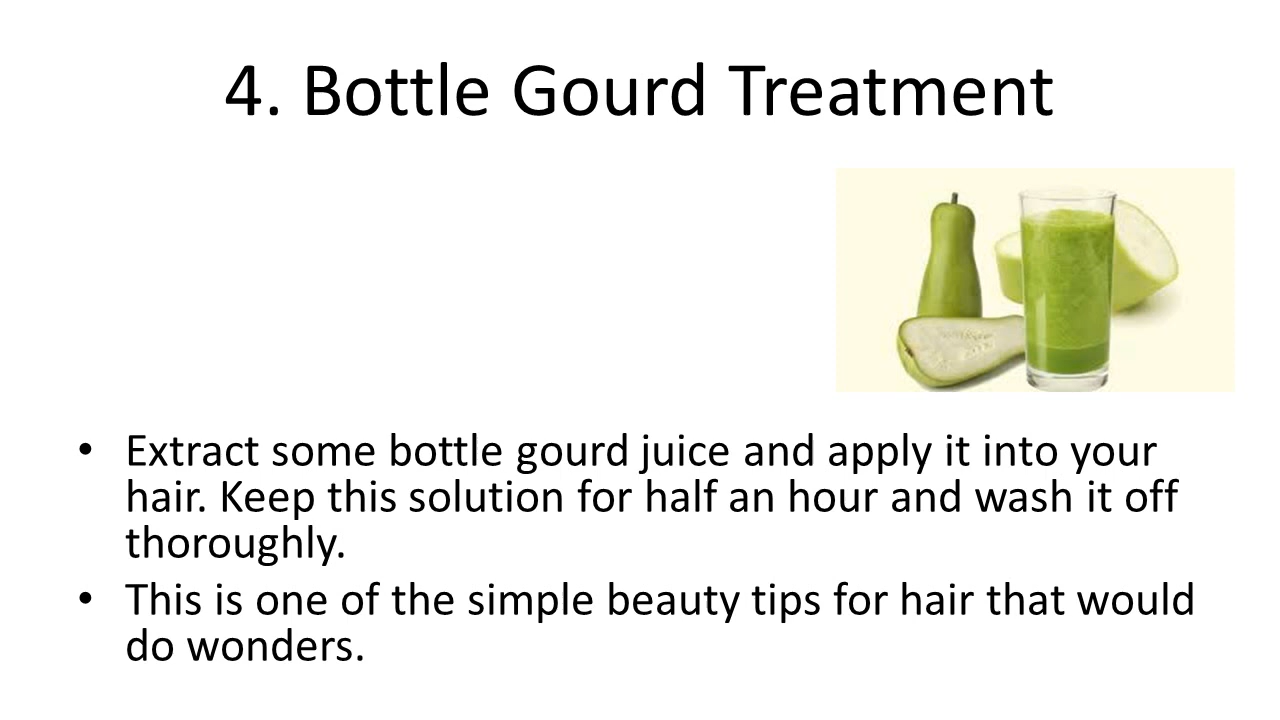 4. Bottle Gourd Treatment
• Extract some bottle gourd juice and apply it into your
hair. Keep this solution for half an hour and wash it off
thoroughly.
• This is one of the simple beauty tips for hair that would
do wonders.